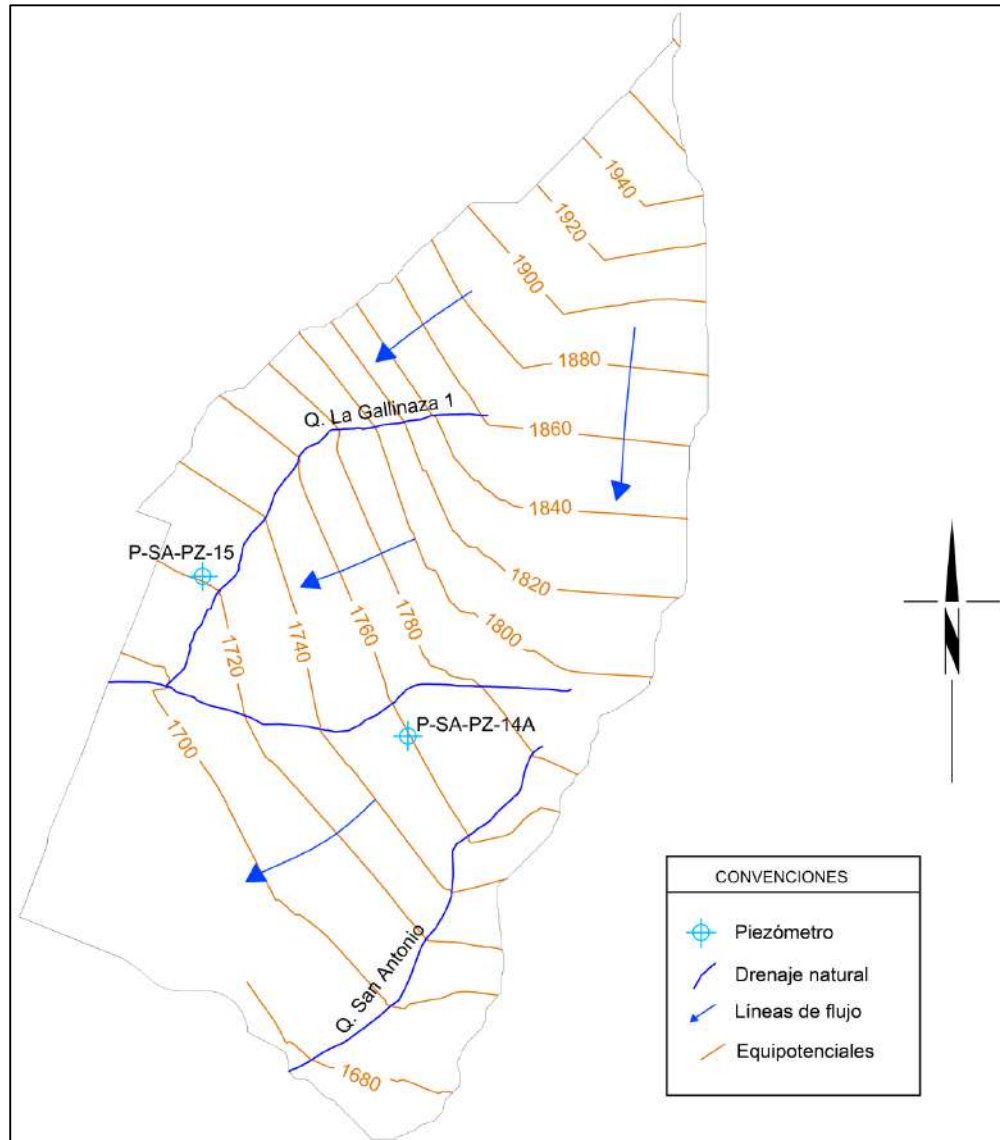 1940
1920
1900
1880
Q. La Gallinaza 1
1860
1840
P-SA-PZ-15
1820
1780
1760
1800
1740
1720
P-SA-PZ-14A
1700
CONVENCIONES
Piezómetro
Drenaje natural
Líneas de flujo
Equipotenciales
Q. San Antonio
1680
N